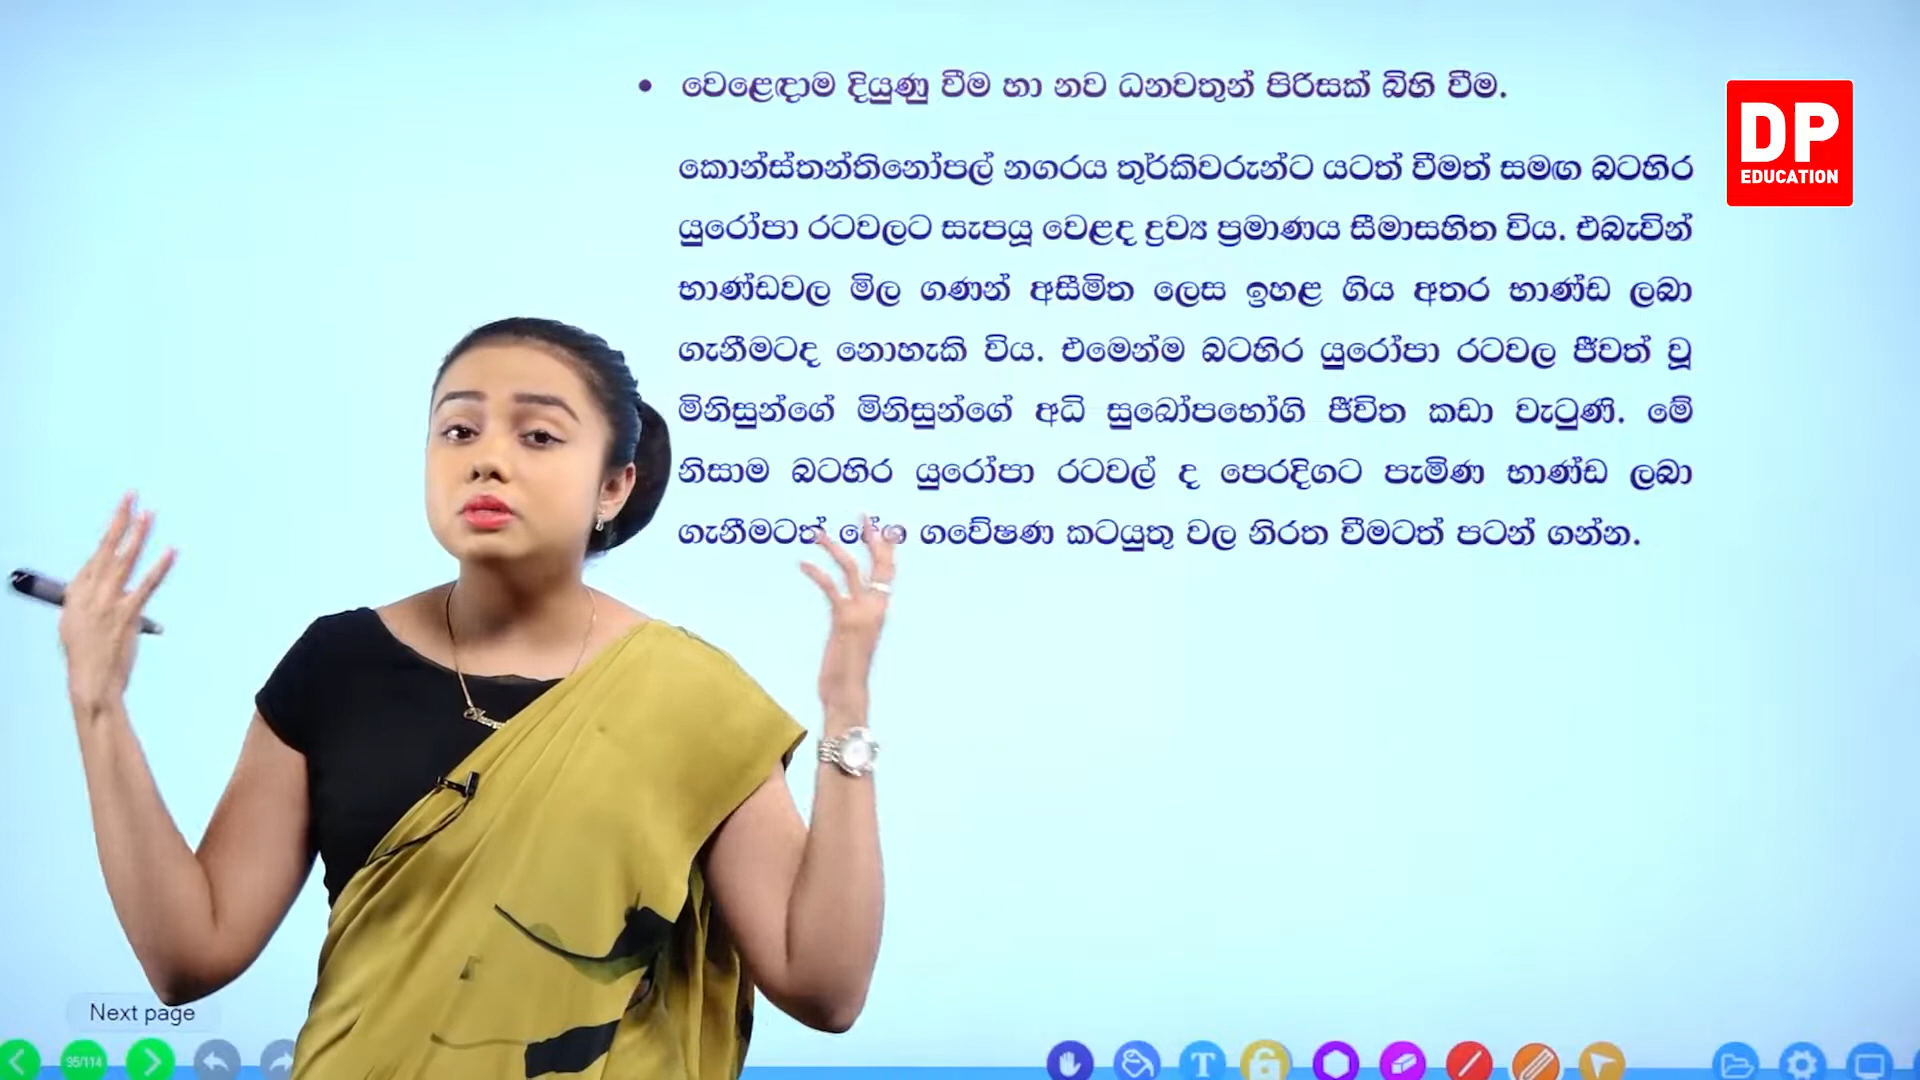 • වෙළෙඳාම දියුණු වීම හා නව ධනවතුන් පිරිසක් බිහි වීම.
කොන්ස්තන්තිනෝපල් නගරය තුර්කිවරුන්ට යටත් වීමත් සමඟ බටහිර
යුරෝපා රටවලට සැපයූ වෙළඳ ද්‍රව්‍ය ප්‍රමාණය සීමාසහිත විය. එබැවින්
භාණ්ඩවල මිල ගණන් අසීමිත ලෙස ඉහළ ගිය අතර භාණ්ඩ ලබා
ගැනීමටද නොහැකි විය. එමෙන්ම බටහිර යුරෝපා රටවල ජීවත් වූ
මිනිසුන්ගේ මිනිසුන්ගේ අධි සුඛෝපභෝගි ජීවිත කඩා වැටුණි. මේ
නිසාම බටහිර යුරෝපා රටවල් ද පෙරදිගට පැමිණ භාණ්ඩ ලබා
ගැනීමටත් දේශ ගවේෂණ කටයුතු වල නිරත වීමටත් පටන් ගන්න.
DP
EDUCATION
Next page
95/114
T